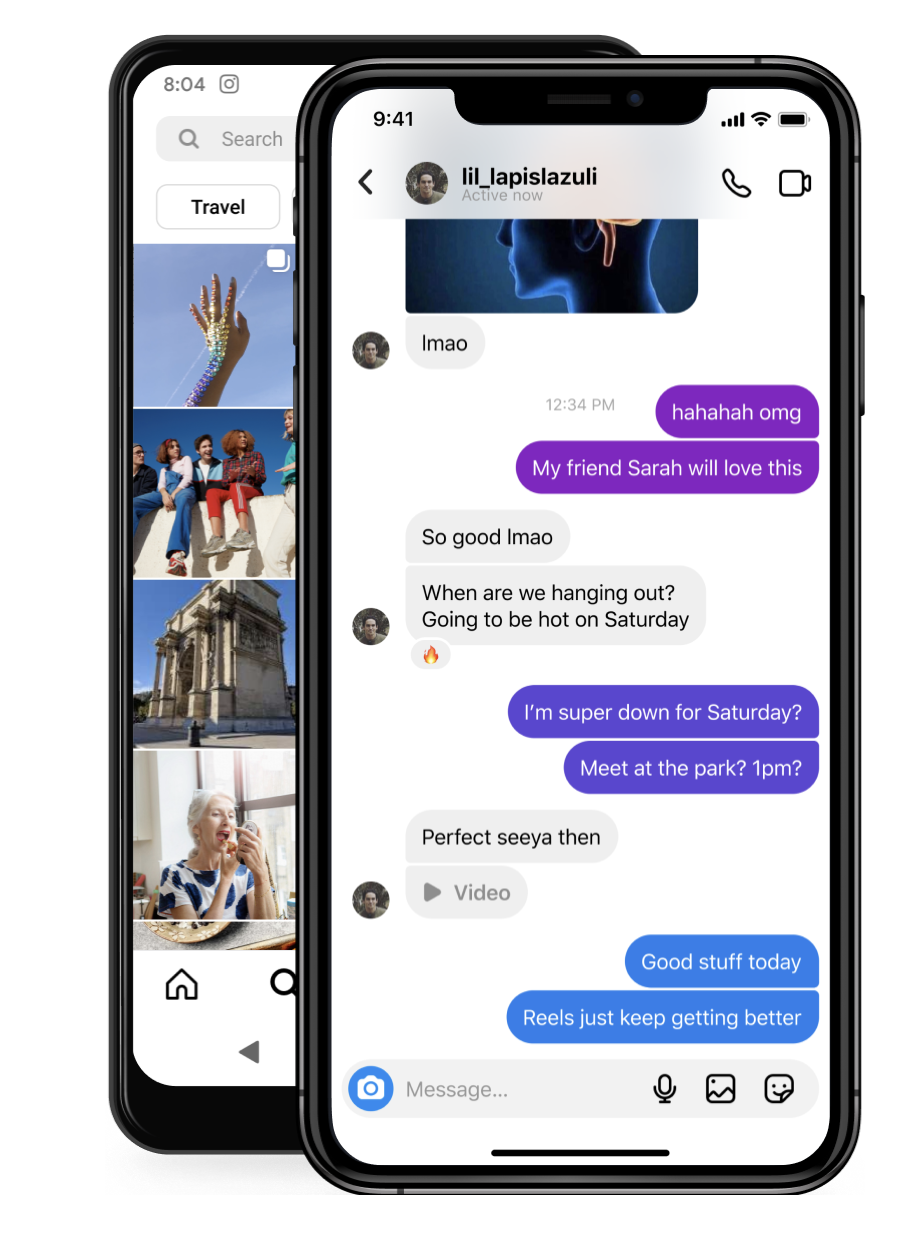 8:04
Search
Travel
9:41
lil_lapislazuli
Active now
lmao
12:34 PM
hahahah omg
My friend Sarah will love this
So good lmao
When are we hanging out?
Going to be hot on Saturday
🔥
I’m super down for Saturday?
Meet at the park? 1pm?
Perfect seeya then
Video
Good stuff today
Reels just keep getting better
Message...